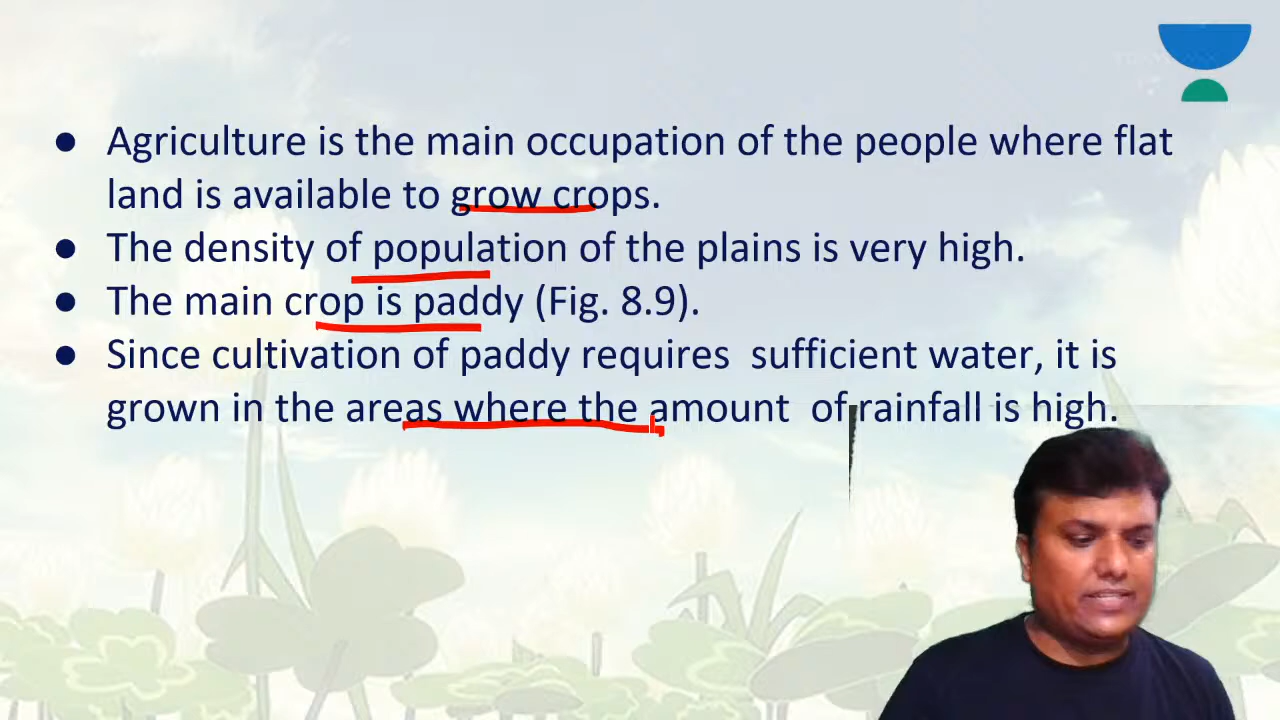 ● Agriculture is the main occupation of the people where flat
land is available to grow crops.
● The density of population of the plains is very high.
● The main crop is paddy (Fig. 8.9).
● Since cultivation of paddy requires sufficient water, it is
grown in the areas where the amount of rainfall is high.